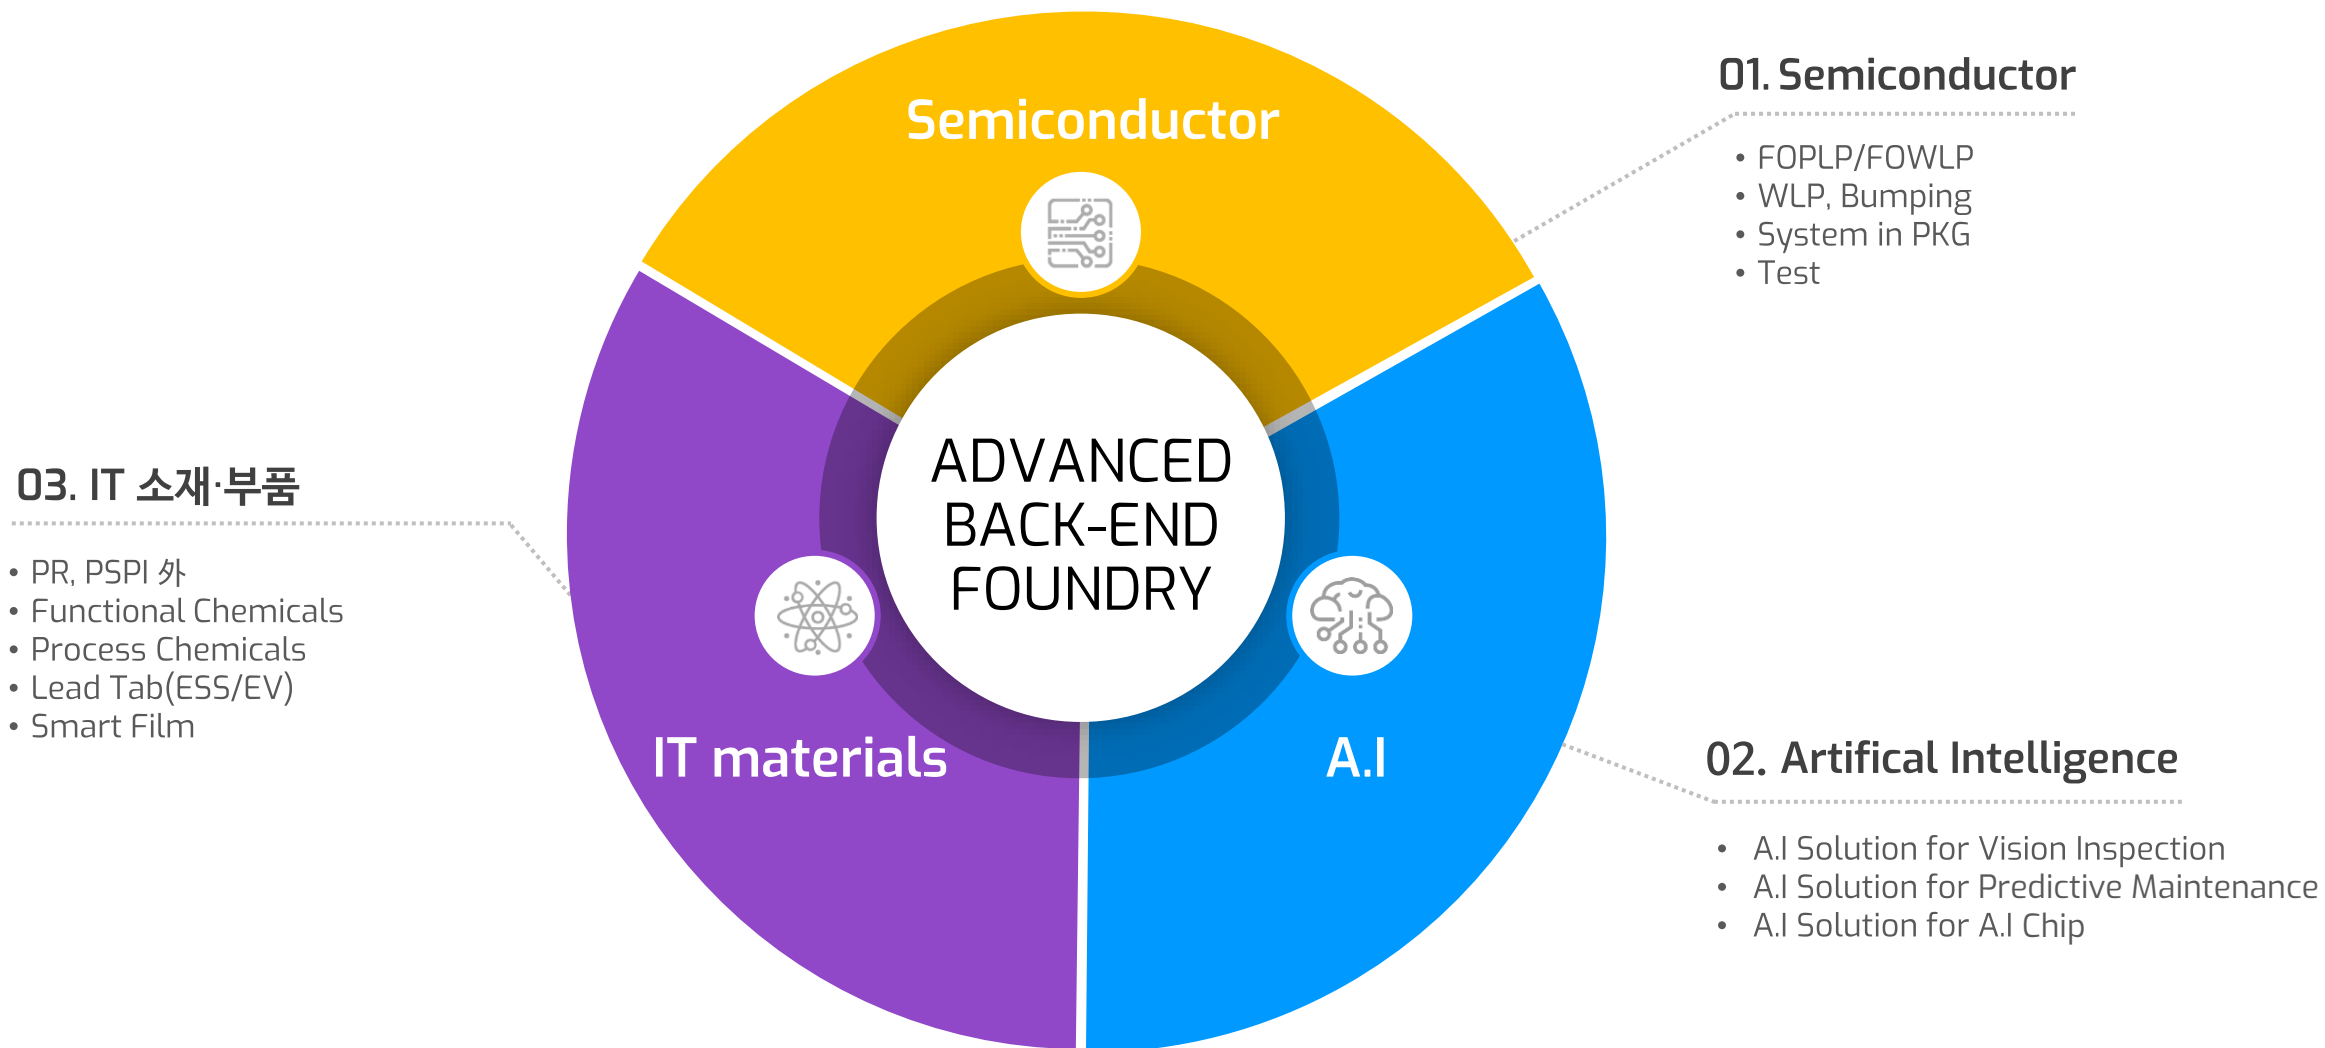 Semiconductor
ADVANCED
BACK-END
FOUNDRY
IT materials
A.I
01. Semiconductor
• FOPLP/FOWLP
• WLP, Bumping
• System in PKG
• Test
02. Artifical Intelligence
• A.I Solution for Vision Inspection
• A.I Solution for Predictive Maintenance
• A.I Solution for A.I Chip
03. IT 소재·부품
• PR, PSPI 外
• Functional Chemicals
• Process Chemicals
• Lead Tab(ESS/EV)
• Smart Film